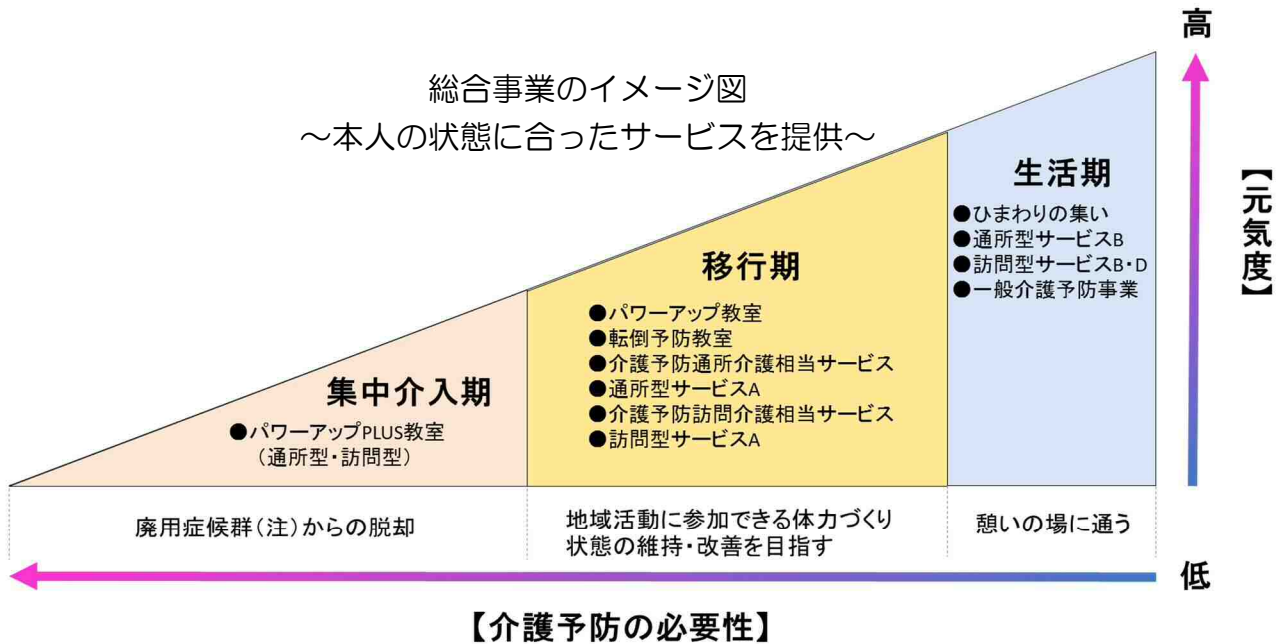 総合事業のイメージ図
～本人の状態に合ったサービスを提供～
高
【元気度】
生活期
●ひまわりの集い
●通所型サービスB
●訪問型サービスB・D
●一般介護予防事業
移行期
●パワーアップ教室
●転倒予防教室
●介護予防通所介護相当サービス
●通所型サービスA
●介護予防訪問介護相当サービス
●訪問型サービスA
集中介入期
●パワーアップPLUS教室
（通所型・訪問型）
廃用症候群（注）からの脱却
地域活動に参加できる体力づくり
状態の維持・改善を目指す
憩いの場に通う
低
【介護予防の必要性】